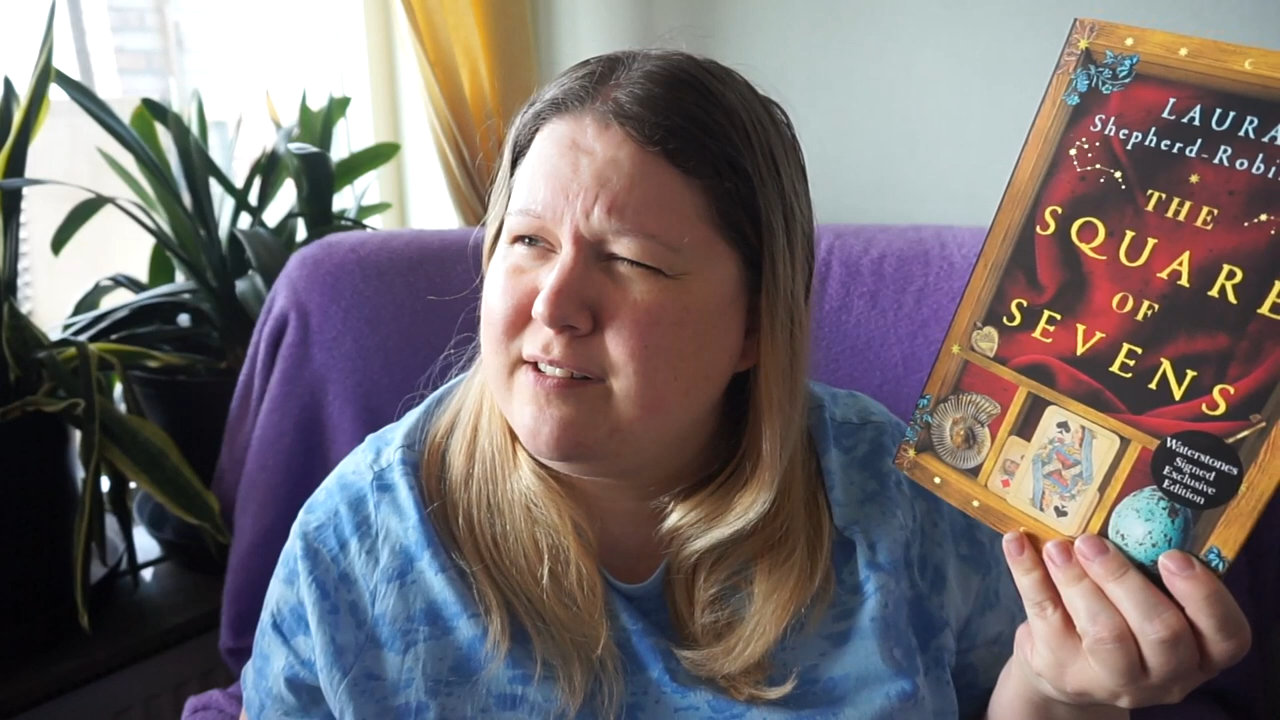 LAURA
Shepherd-Robi
THE
SQUARE
OF
SEVENS
Waterstones
Signed
Exclusive
Edition